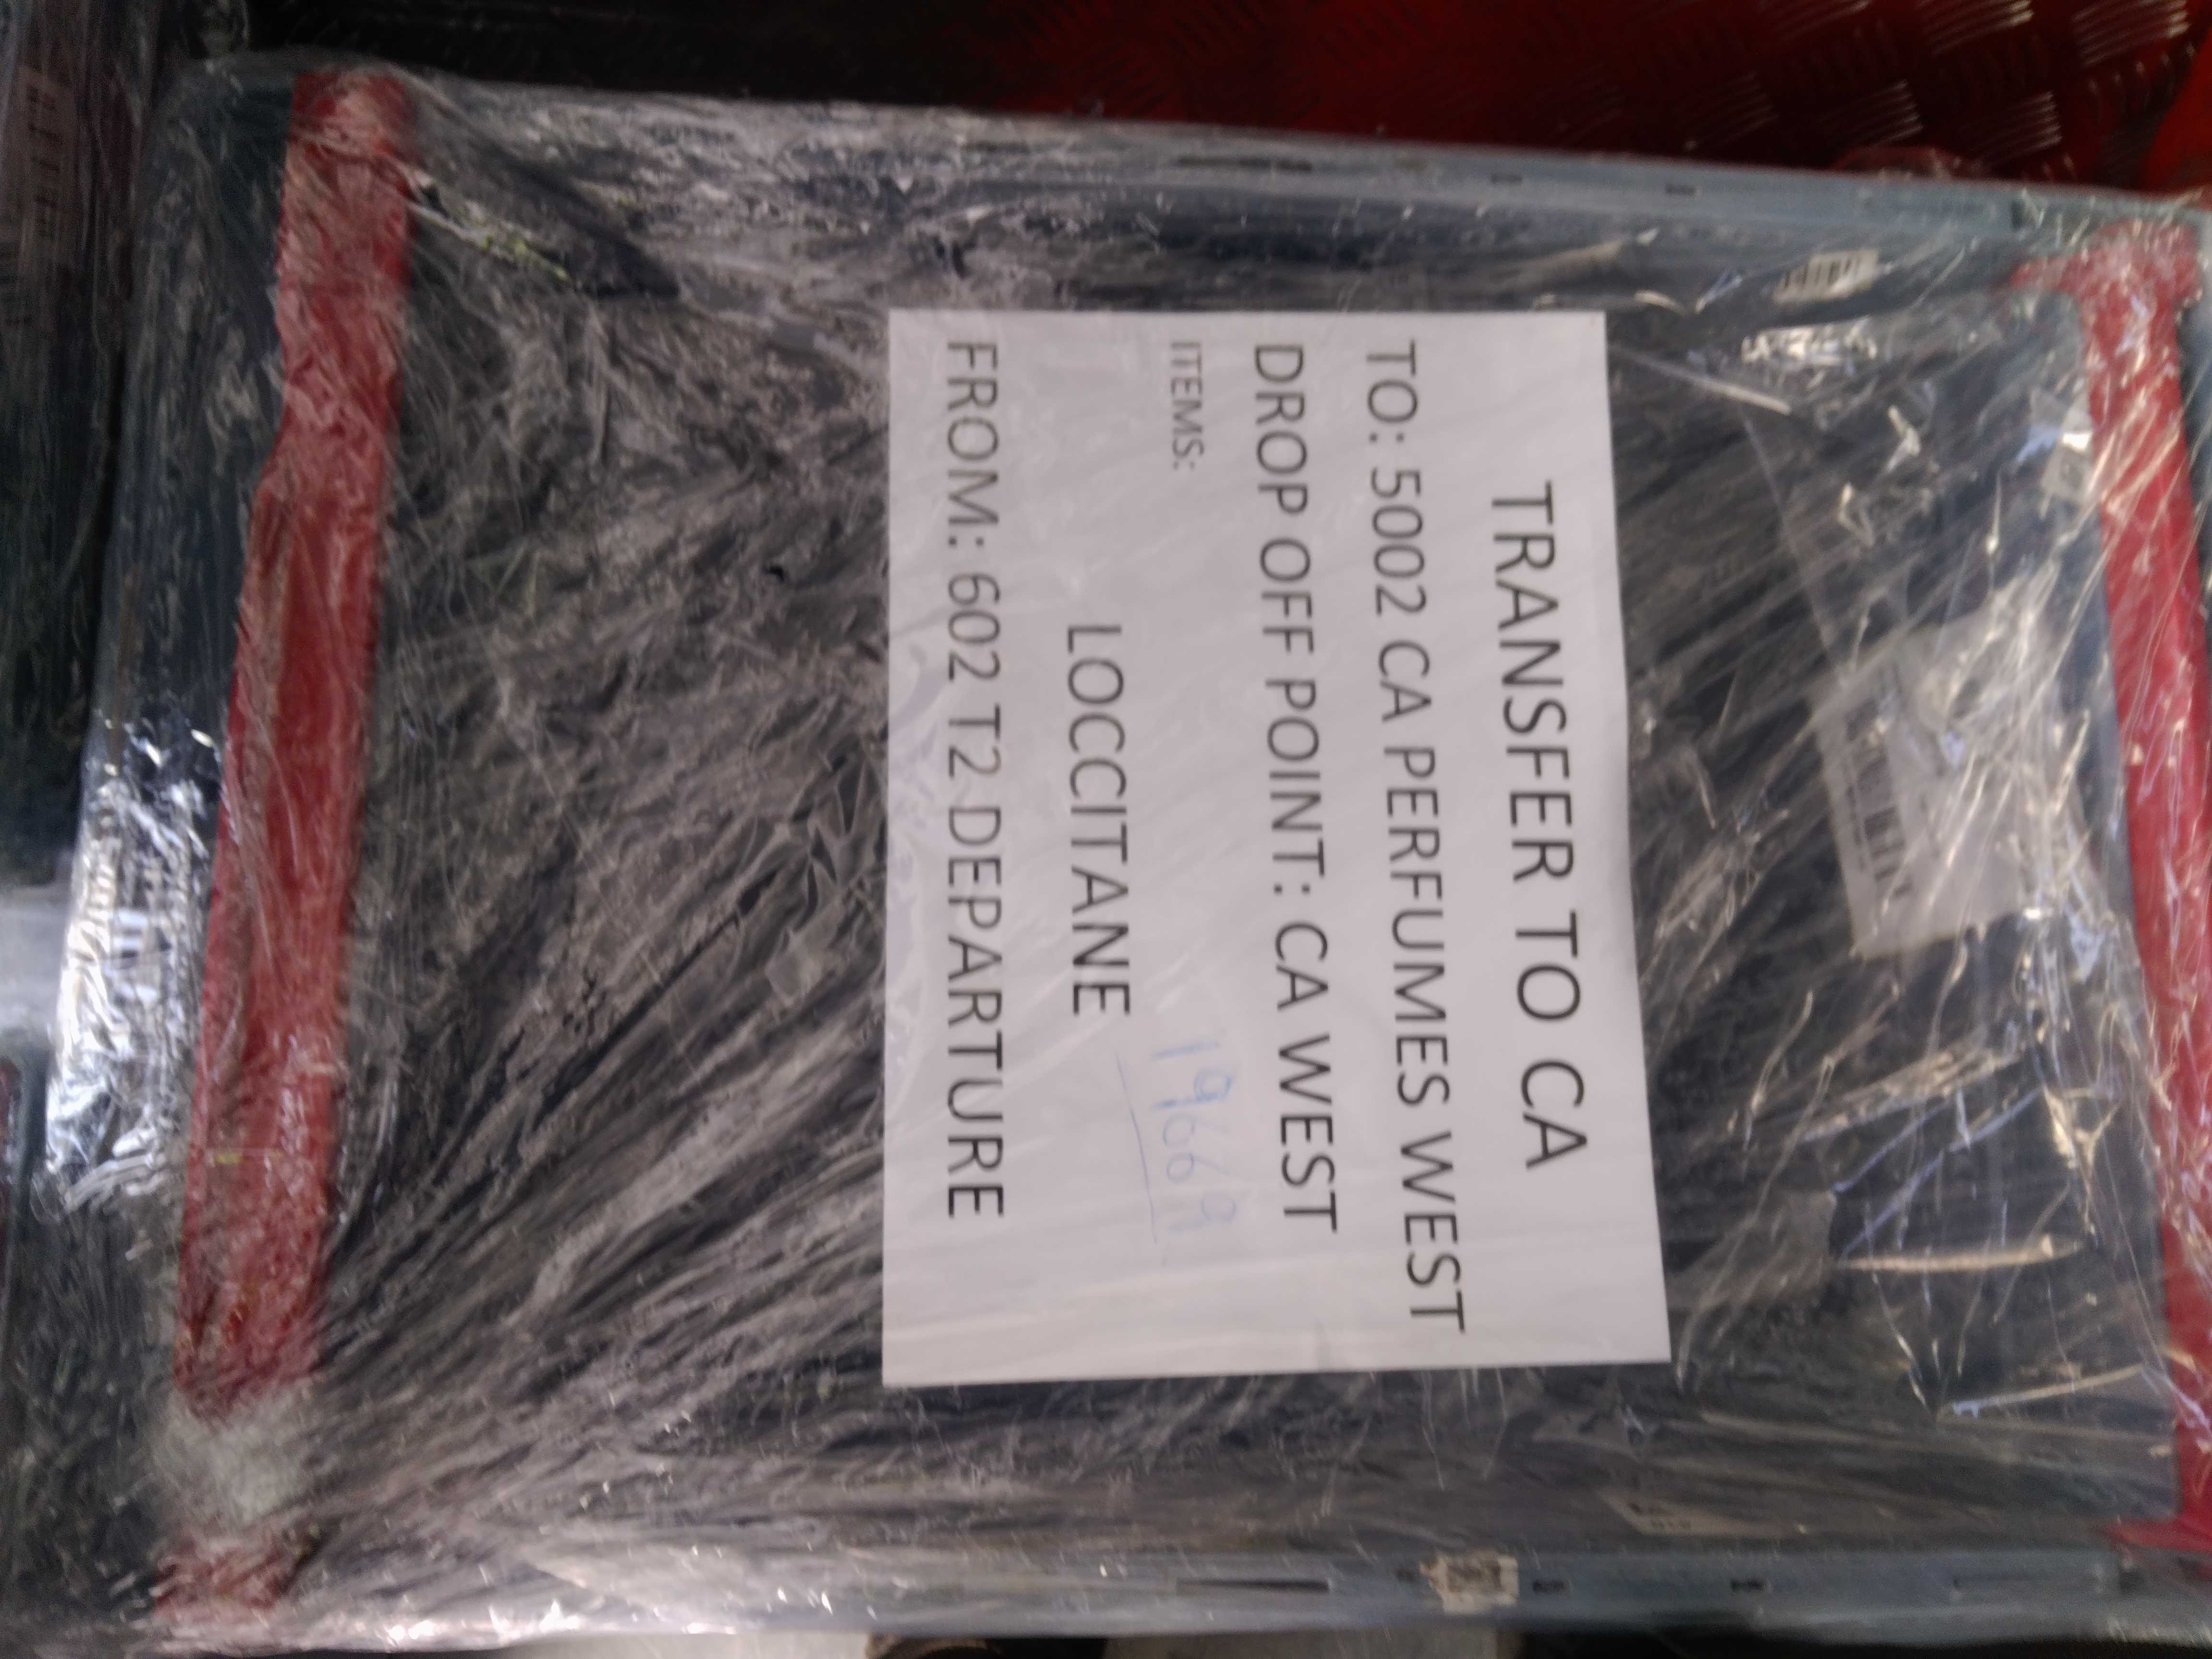 TRANSFER TO CA
TO: 5002 CA PERFUMES WEST
DROP OFF POINT: CA WEST
ITEMS:
19669
LOCCITANE
FROM: 602 T2 DEPARTURE